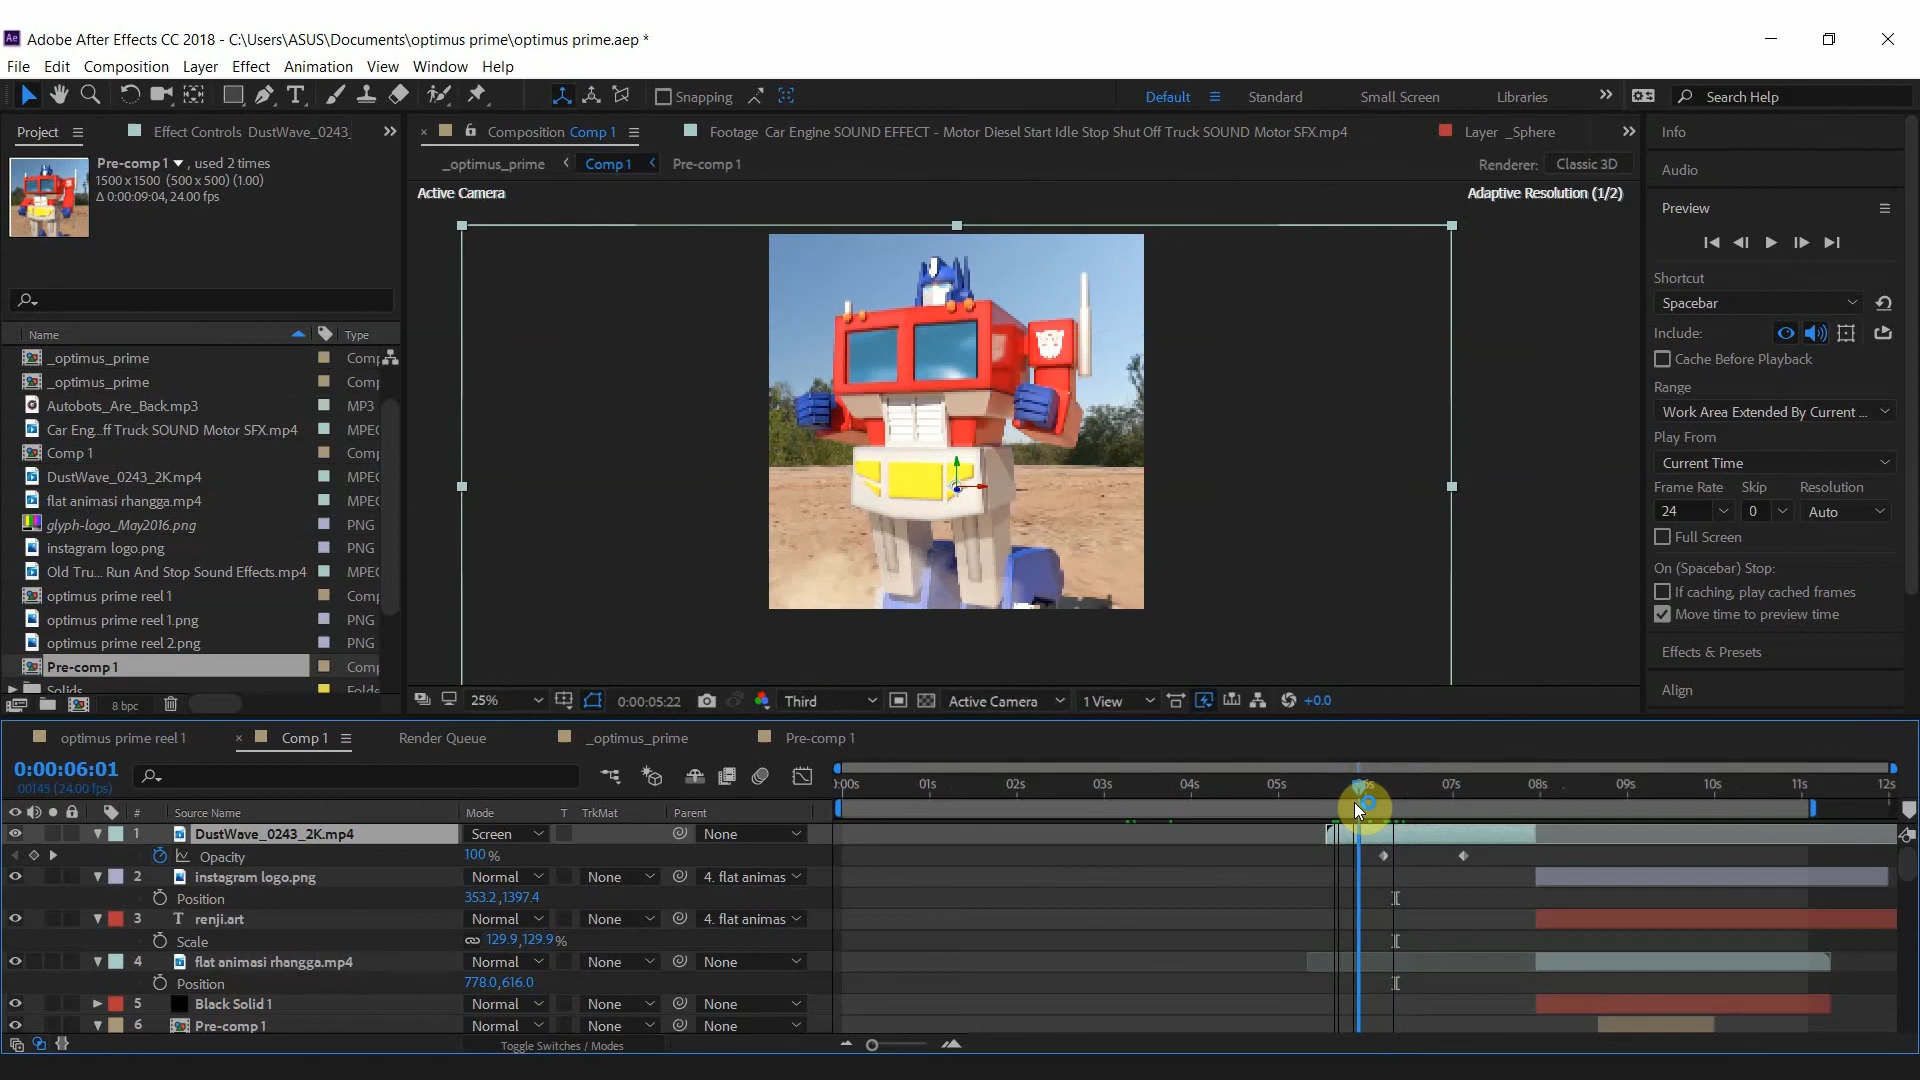 Adobe After Effects CC 2018 - C:\Users\ASUS\Documents\optimus prime\optimus prime.aep *
File Edit Composition Layer Effect Animation View Window Help
Snapping
Default Standard Small Screen Libraries Search Help
Project Effect Controls DustWave_0243_
Composition Comp 1 Footage Car Engine SOUND EFFECT - Motor Diesel Start Idle Stop Shut Off Truck SOUND Motor SFX.mp4 Layer _Sphere
_optimus_prime Comp 1 Pre-comp 1 Renderer: Classic 3D
Active Camera Adaptive Resolution (1/2)
Pre-comp 1 , used 2 times
1500 x 1500 (500 x 500) (1.00)
Δ 0:00:09:04, 24.00 fps
Name Type
_optimus_prime Comp
_optimus_prime Comp
Autobots_Are_Back.mp3 MP3
Car Eng...ff Truck SOUND Motor SFX.mp4 MPEG
Comp 1 Comp
DustWave_0243_2K.mp4 MPEG
flat animasi rhangga.mp4 MPEG
glyph-logo_May2016.png PNG
instagram logo.png PNG
Old Tru... Run And Stop Sound Effects.mp4 MPEG
optimus prime reel 1 Comp
optimus prime reel 1.png PNG
optimus prime reel 2.png PNG
Pre-comp 1 Comp
Solids Folde
8 bpc
25% 0:00:05:22 Third Active Camera 1 View +0.0
Info
Audio
Preview
Shortcut
Spacebar
Include:
Cache Before Playback
Range
Work Area Extended By Current ...
Play From
Current Time
Frame Rate Skip Resolution
24 0 Auto
Full Screen
On (Spacebar) Stop:
If caching, play cached frames
Move time to preview time
Effects & Presets
Align
optimus prime reel 1 Comp 1 Render Queue _optimus_prime Pre-comp 1
0:00:06:01
00145 (24.00 fps)
:00s 01s 02s 03s 04s 05s 06s 07s 08s 09s 10s 11s 12s
# Source Name Mode T TrkMat Parent
1 DustWave_0243_2K.mp4 Screen None
Opacity 100 %
2 instagram logo.png Normal None 4. flat animas
Position 353.2,1397.4
3 T renji.art Normal None 4. flat animas
Scale 129.9,129.9%
4 flat animasi rhangga.mp4 Normal None None
Position 778.0,616.0
5 Black Solid 1 Normal None None
6 Pre-comp 1 Normal None None
Toggle Switches / Modes